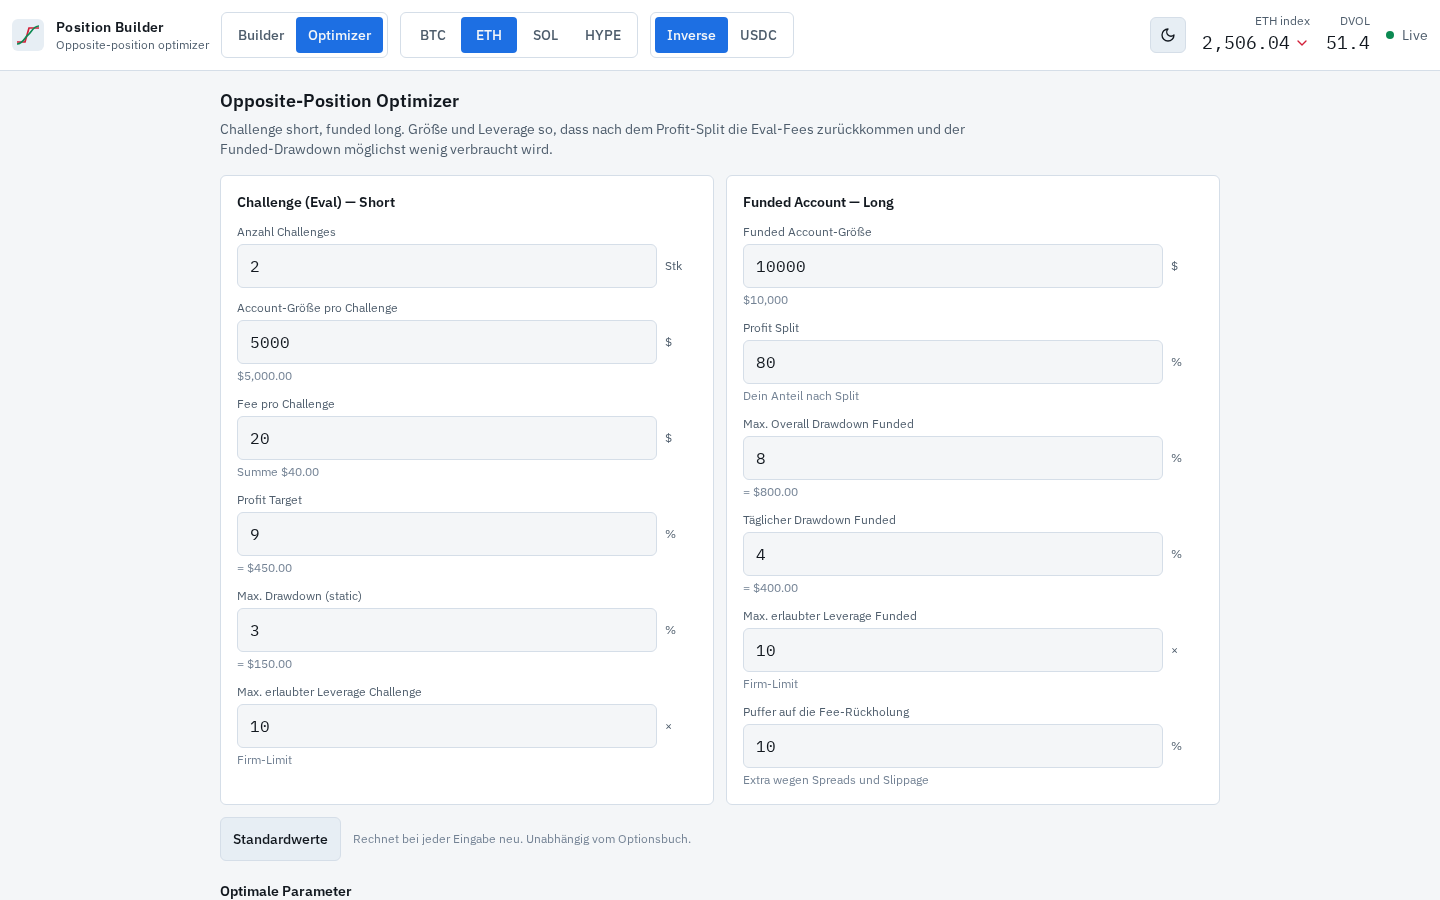 Position Builder
Opposite-position optimizer
Builder
Optimizer
BTC
ETH
SOL
HYPE
Inverse
USDC
ETH index
2,506.04
DVOL
51.4
Live
Opposite-Position Optimizer
Challenge short, funded long. Größe und Leverage so, dass nach dem Profit-Split die Eval-Fees zurückkommen und der
Funded-Drawdown möglichst wenig verbraucht wird.
Challenge (Eval) — Short
Anzahl Challenges
2
Stk
Account-Größe pro Challenge
5000
$
$5,000.00
Fee pro Challenge
20
$
Summe $40.00
Profit Target
9
%
= $450.00
Max. Drawdown (static)
3
%
= $150.00
Max. erlaubter Leverage Challenge
10
×
Firm-Limit
Funded Account — Long
Funded Account-Größe
10000
$
$10,000
Profit Split
80
%
Dein Anteil nach Split
Max. Overall Drawdown Funded
8
%
= $800.00
Täglicher Drawdown Funded
4
%
= $400.00
Max. erlaubter Leverage Funded
10
×
Firm-Limit
Puffer auf die Fee-Rückholung
10
%
Extra wegen Spreads und Slippage
Standardwerte
Rechnet bei jeder Eingabe neu. Unabhängig vom Optionsbuch.
Optimale Parameter